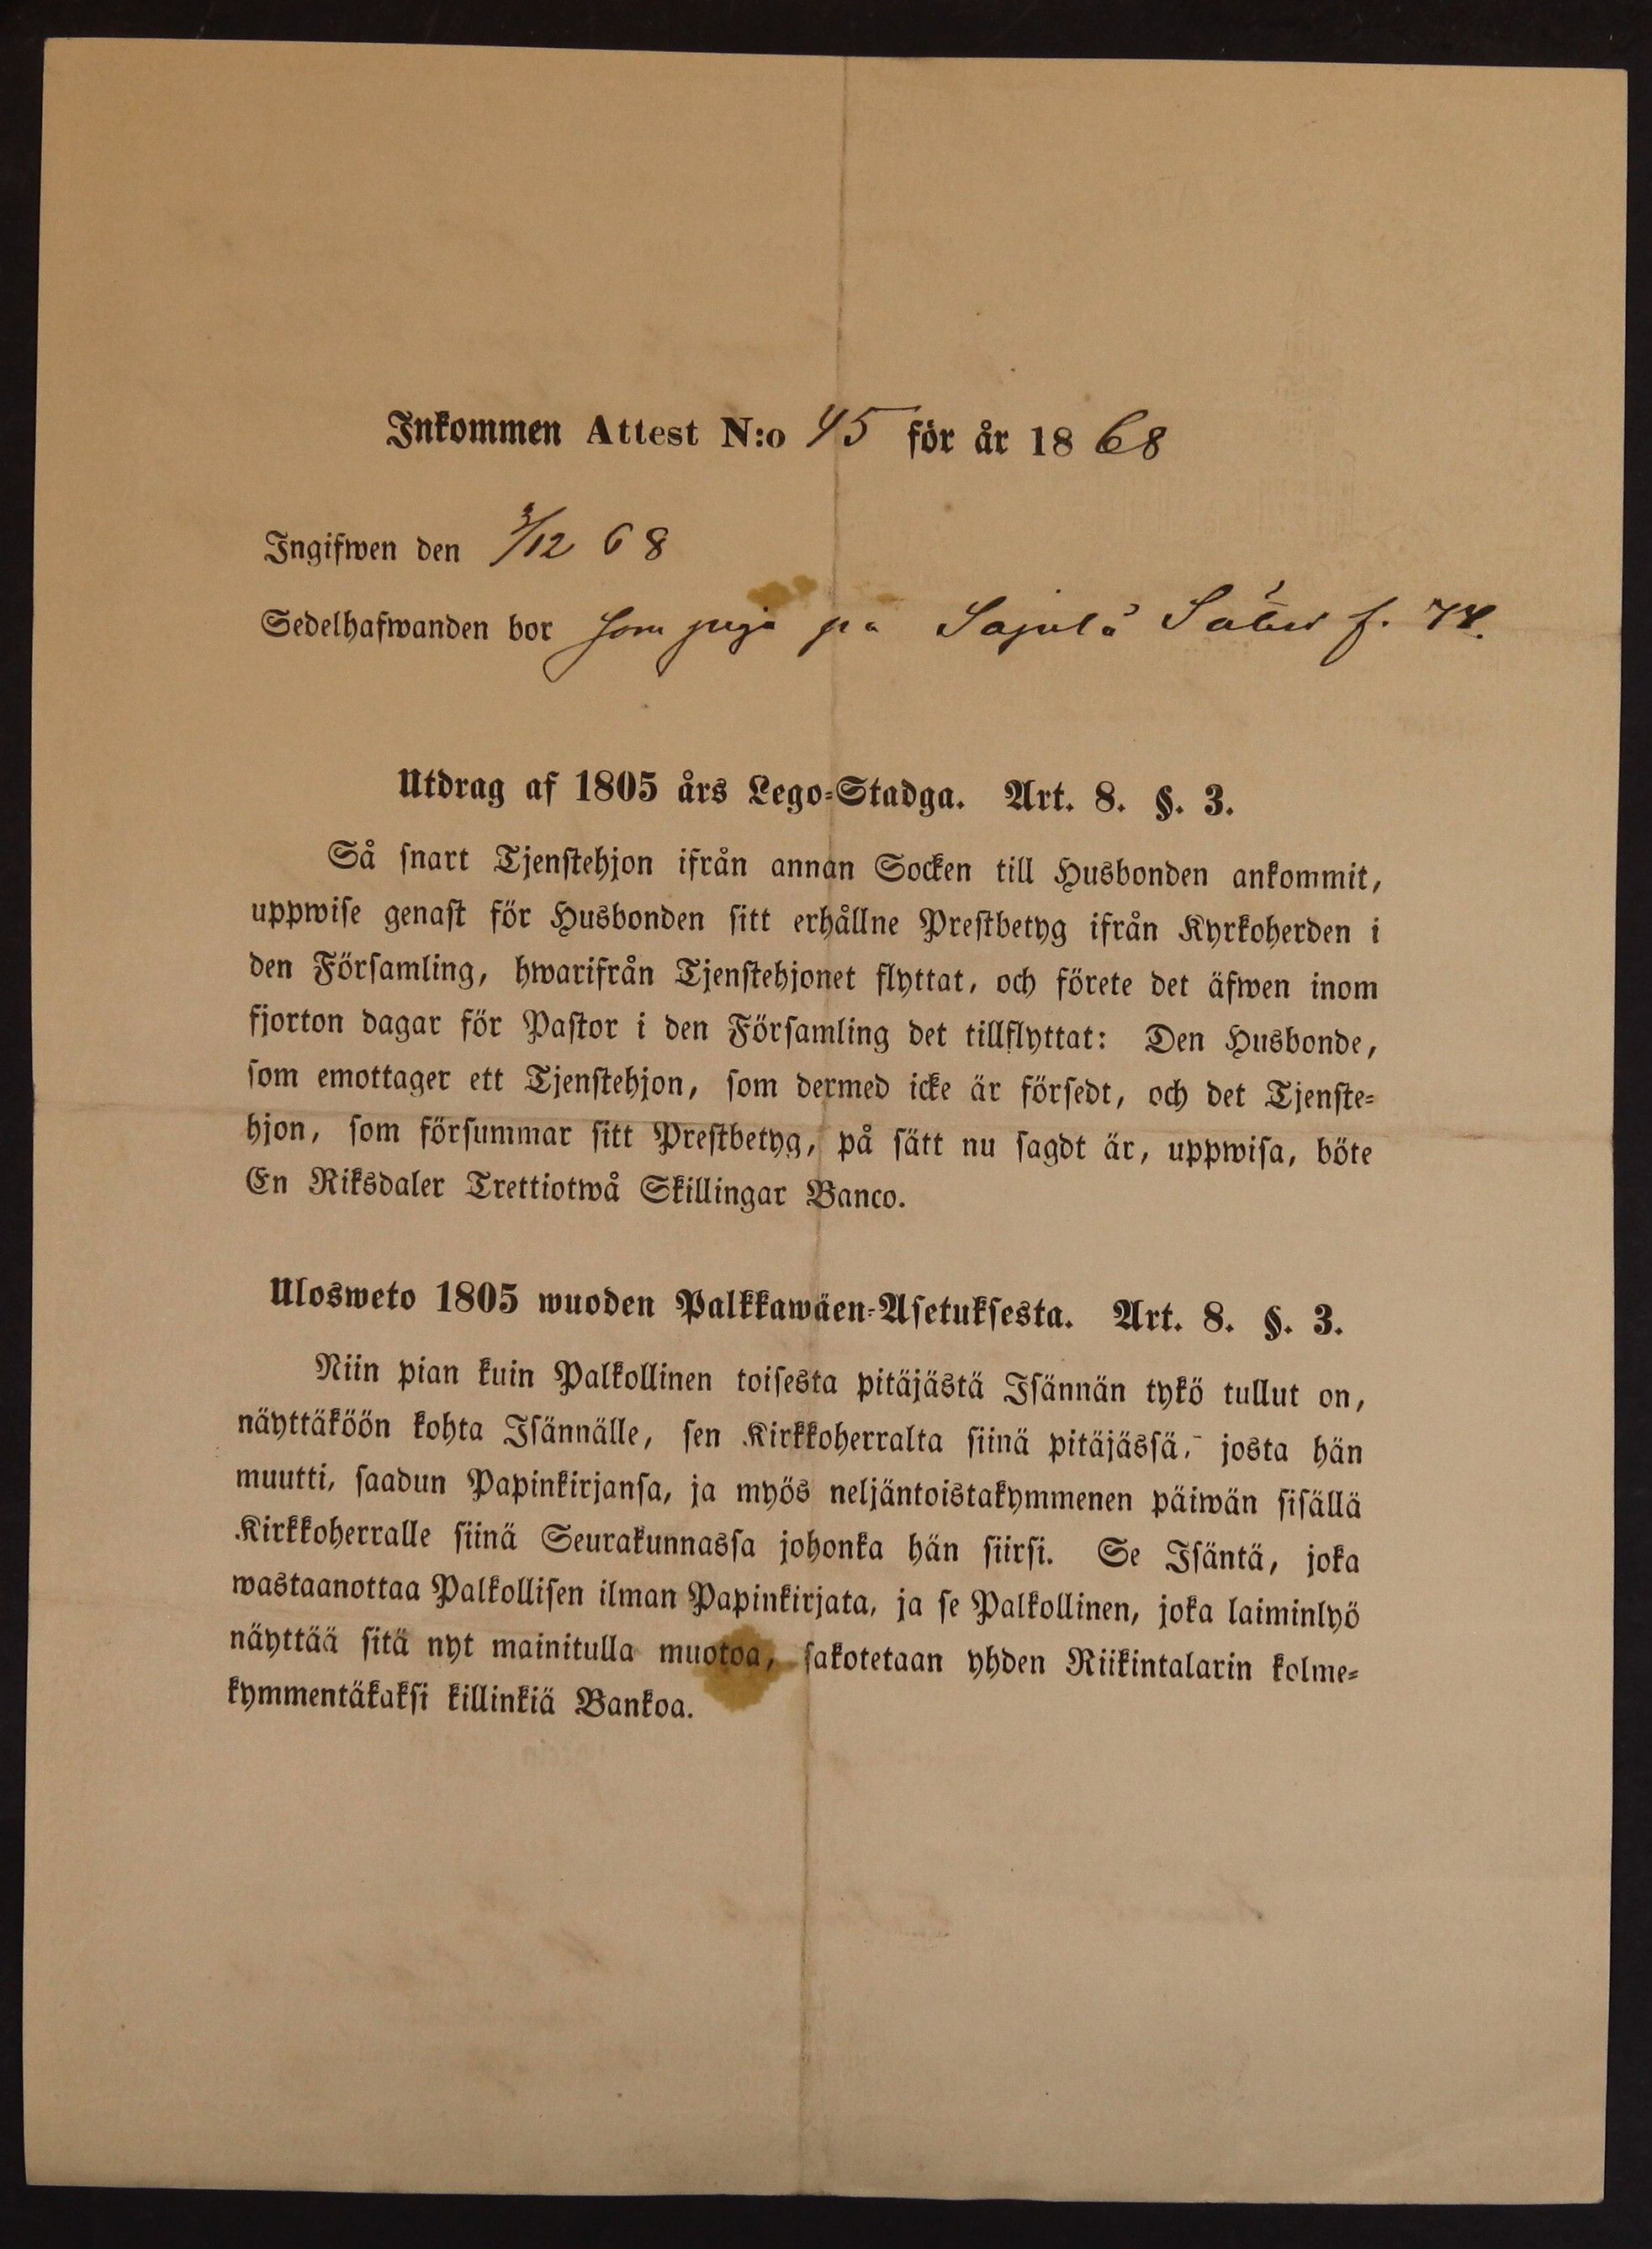 Inkommen Attest N:o 45 för år 1868
Ingifwen den 3/12 68
Sedelhafwanden bor som piga på Sajulå f. 74.
Utdrag af 1805 års Lego-Stadga. Art. 8. §. 3.
Så snart Tjenstehjon ifrån annan Socken till Husbonden ankommit,
uppwise genast för Husbonden sitt erhållne Prestbetyg ifrån Kyrkoherden i
den Församling, hwarifrån Tjenstehjonet flyttat, och förete det äfwen inom
fjorton dagar för Pastor i den Församling det tillflyttat: Den Husbonde,
som emottager ett Tjenstehjon, som dermed icke är försedt, och det Tjenste-
hjon, som försummar sitt Prestbetyg, på sätt nu sagdt är, uppwisa, böte
En Riksdaler Trettiotwå Skillingar Banco.
Ulosweto 1805 wuoden Palkkawäen-Asetuksesta. Art. 8. §. 3.
Niin pian kuin Palkollinen toisesta pitäjästä Isännän tykö tullut on,
näyttäköön kohta Isännälle, sen Kirkkoherralta siinä pitäjässä, josta hän
muutti, saadun Papinkirjansa, ja myös neljäntoistakymmenen päiwän sisällä
Kirkkoherralle siinä Seurakunnassa johonka hän siirsi. Se Isäntä, joka
wastaanottaa Palkollisen ilman Papinkirjata, ja se Palkollinen, joka laiminlyö
näyttää sitä nyt mainitulla muotoa, sakotetaan yhden Riikintalarin kolme-
kymmentäkaksi killinkiä Bankoa.